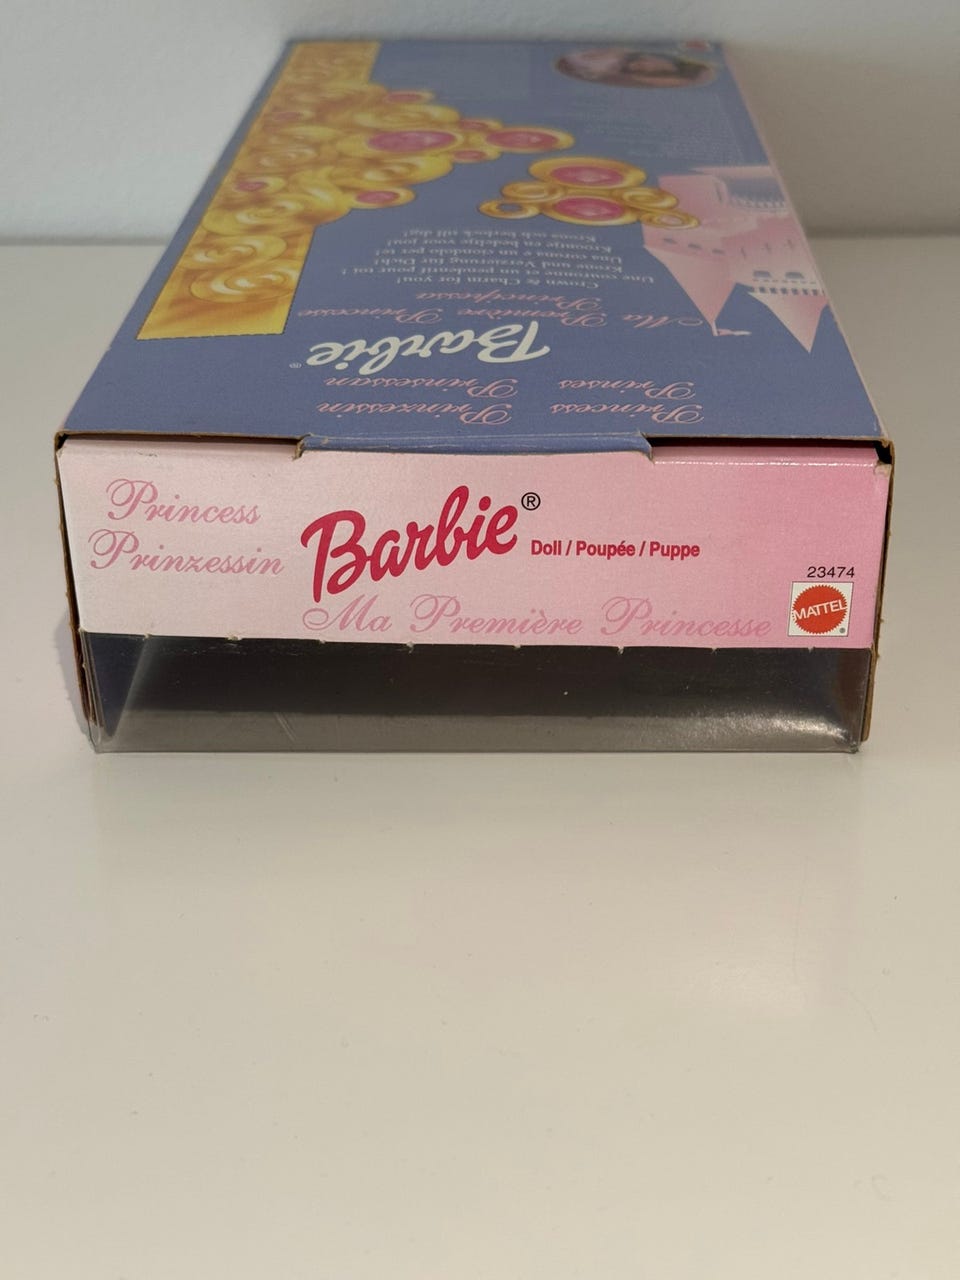 Princess
Prinzessin
Barbie®
Doll / Poupée / Puppe
Ma Première Princesse
23474
MATTEL®
Princess
Prinzessin
Prinses
Prinsessan
Barbie®
Ma Première Princesse
Principessa
Crown & Charm for you!
Une couronne et un pendentif pour toi !
Krone und Verzierung für Dich!
Una corona e un ciondolo per te!
Kroontje en bedeltje voor jou!
Krona och berlock till dig!